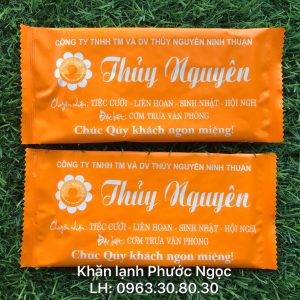 CÔNG TY TNHH TM VÀ DV THỦY NGUYÊN NINH THUẬN
Thủy Nguyên
Chuyên nhận: TIỆC CƯỚI - LIÊN HOAN - SINH NHẬT - HỘI NGHỊ
Đặc biệt: CƠM TRƯA VĂN PHÒNG
Chúc Quý khách ngon miệng!
CÔNG TY TNHH TM VÀ DV THỦY NGUYÊN NINH THUẬN
Thủy Nguyên
Chuyên nhận: TIỆC CƯỚI - LIÊN HOAN - SINH NHẬT - HỘI NGHỊ
Đặc biệt: CƠM TRƯA VĂN PHÒNG
Chúc Quý khách ngon miệng!
Khăn lạnh Phước Ngọc
LH: 0963.30.80.30